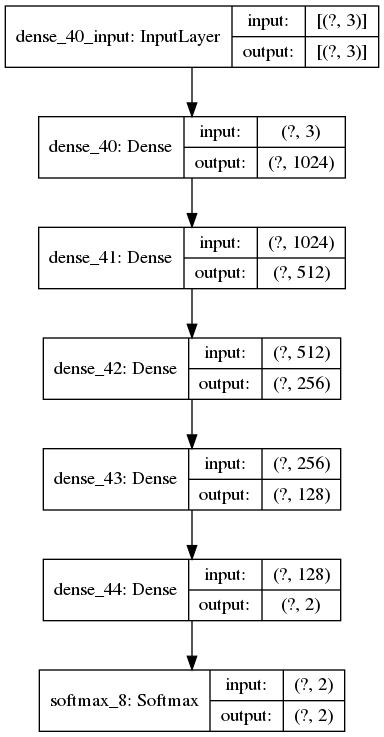 dense_40_input: InputLayer
input: [(?, 3)]
output: [(?, 3)]
dense_40: Dense
input: (?, 3)
output: (?, 1024)
dense_41: Dense
input: (?, 1024)
output: (?, 512)
dense_42: Dense
input: (?, 512)
output: (?, 256)
dense_43: Dense
input: (?, 256)
output: (?, 128)
dense_44: Dense
input: (?, 128)
output: (?, 2)
softmax_8: Softmax
input: (?, 2)
output: (?, 2)